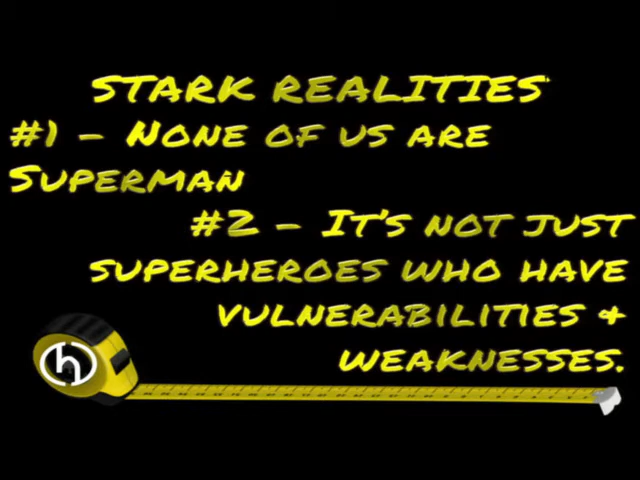 STARK REALITIES
#1 - NONE OF US ARE
SUPERMAN
#2 - IT'S NOT JUST
SUPERHEROES WHO HAVE
VULNERABILITIES &
WEAKNESSES.
h